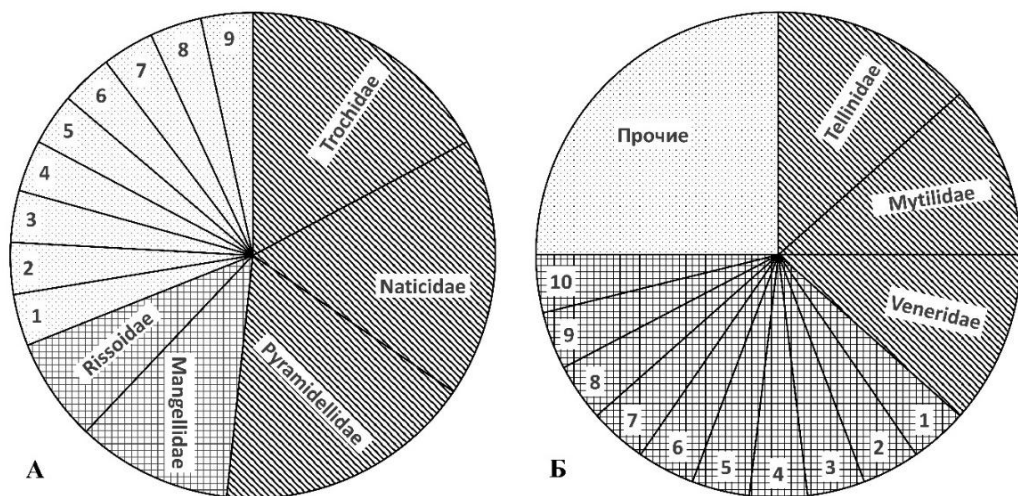 9
8
7
6
5
4
3
2
1
Trochidae
Naticidae
Pyramidellidae
Mangellidae
Rissoidae
А
Прочие
Tellinidae
Mytilidae
Veneridae
10
9
8
7
6
5
4
3
2
1
Б